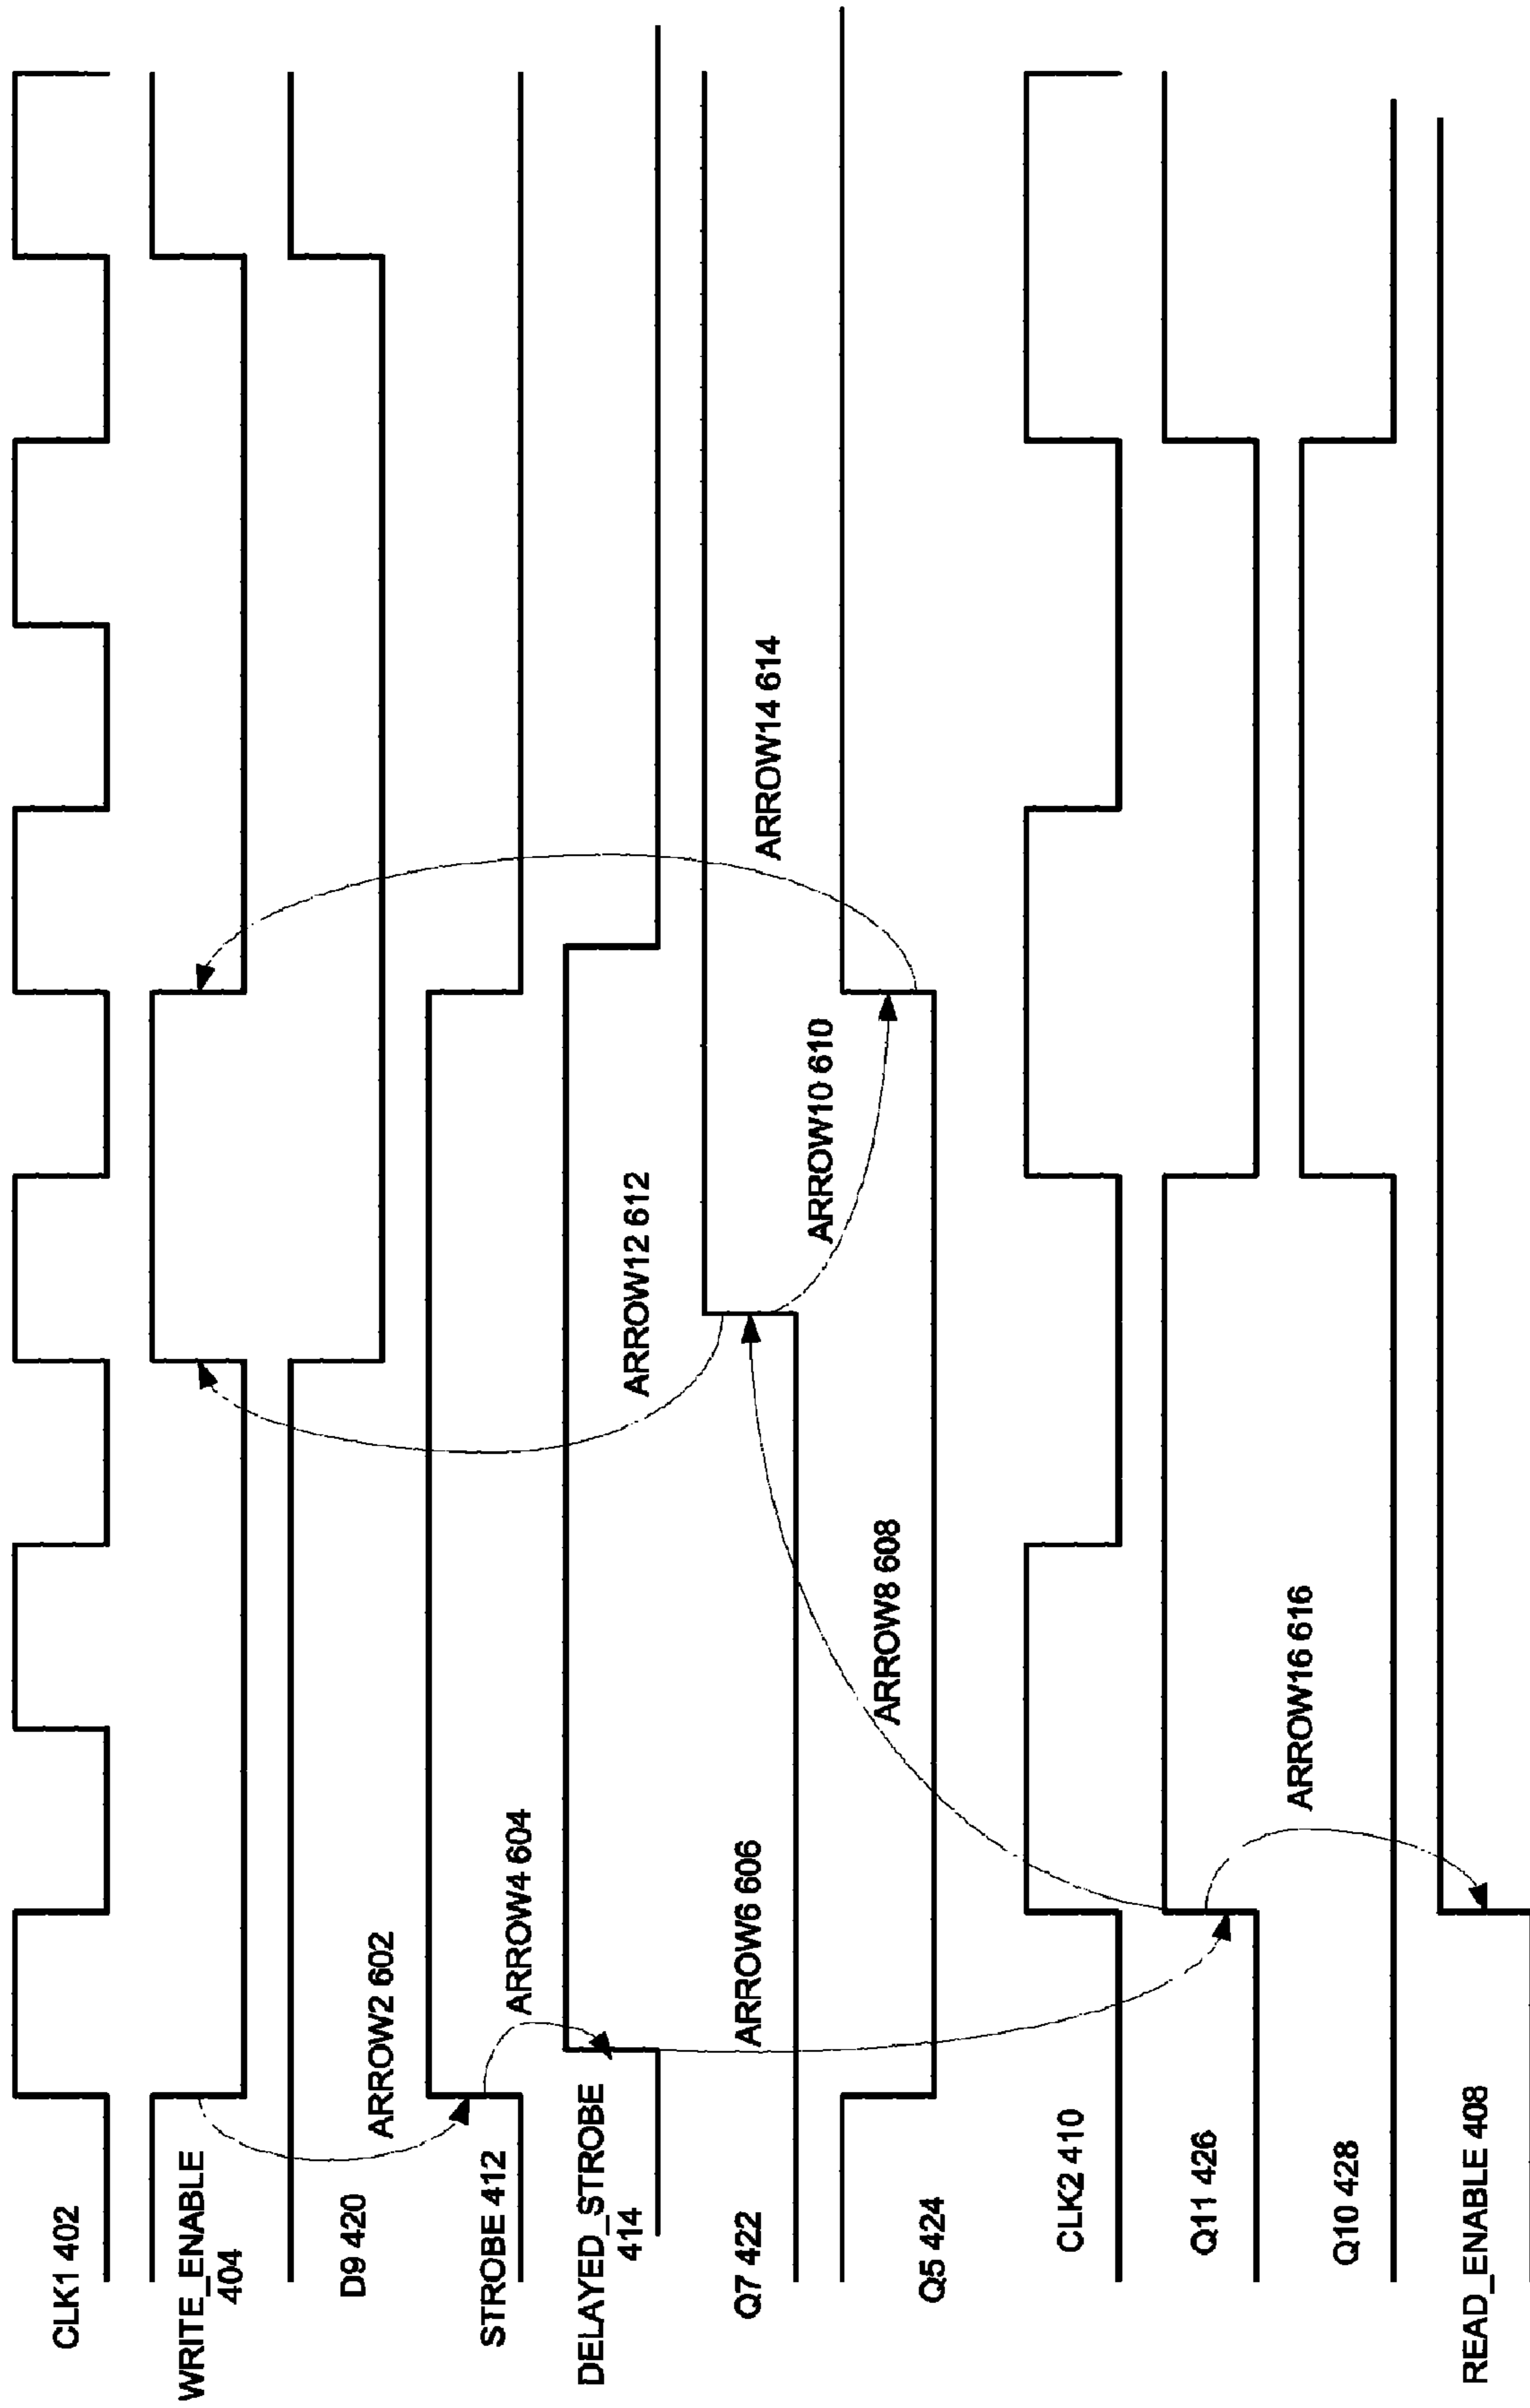 CLK1 402
WRITE_ENABLE
404
D9 420
ARROW2 602
STROBE 412
ARROW4 604
DELAYED_STROBE
414
ARROW12 612
Q7 422
ARROW6 606
ARROW14 614
ARROW10 610
ARROW8 608
Q5 424
CLK2 410
Q11 426
ARROW16 616
Q10 428
READ_ENABLE 408